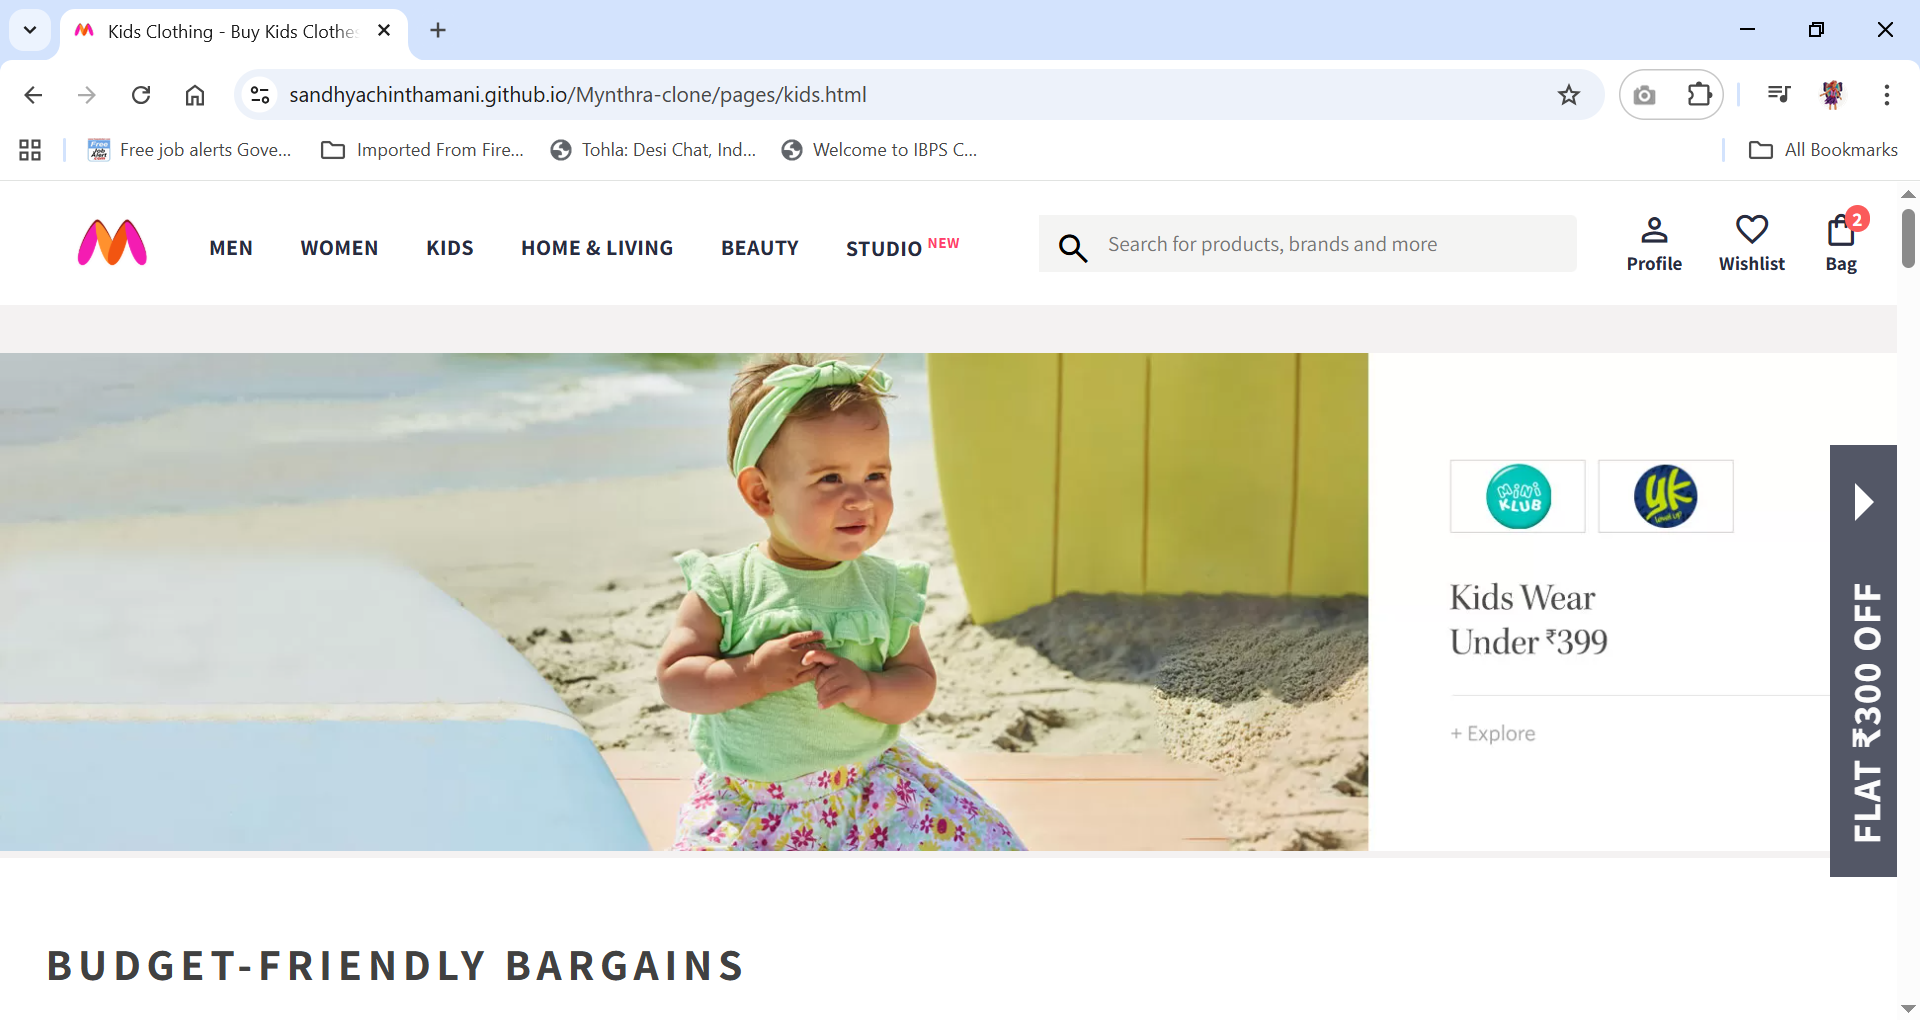 Kids Clothing - Buy Kids Clothe
sandhyachinthamani.github.io/Mynthra-clone/pages/kids.html
Free job alerts Gove...
Imported From Fire...
Tohla: Desi Chat, Ind...
Welcome to IBPS C...
All Bookmarks
MEN
WOMEN
KIDS
HOME & LIVING
BEAUTY
STUDIO NEW
Search for products, brands and more
Profile
Wishlist
2
Bag
mini KLUB
yk
level up
Kids Wear
Under ₹399
+ Explore
FLAT ₹300 OFF
BUDGET-FRIENDLY BARGAINS